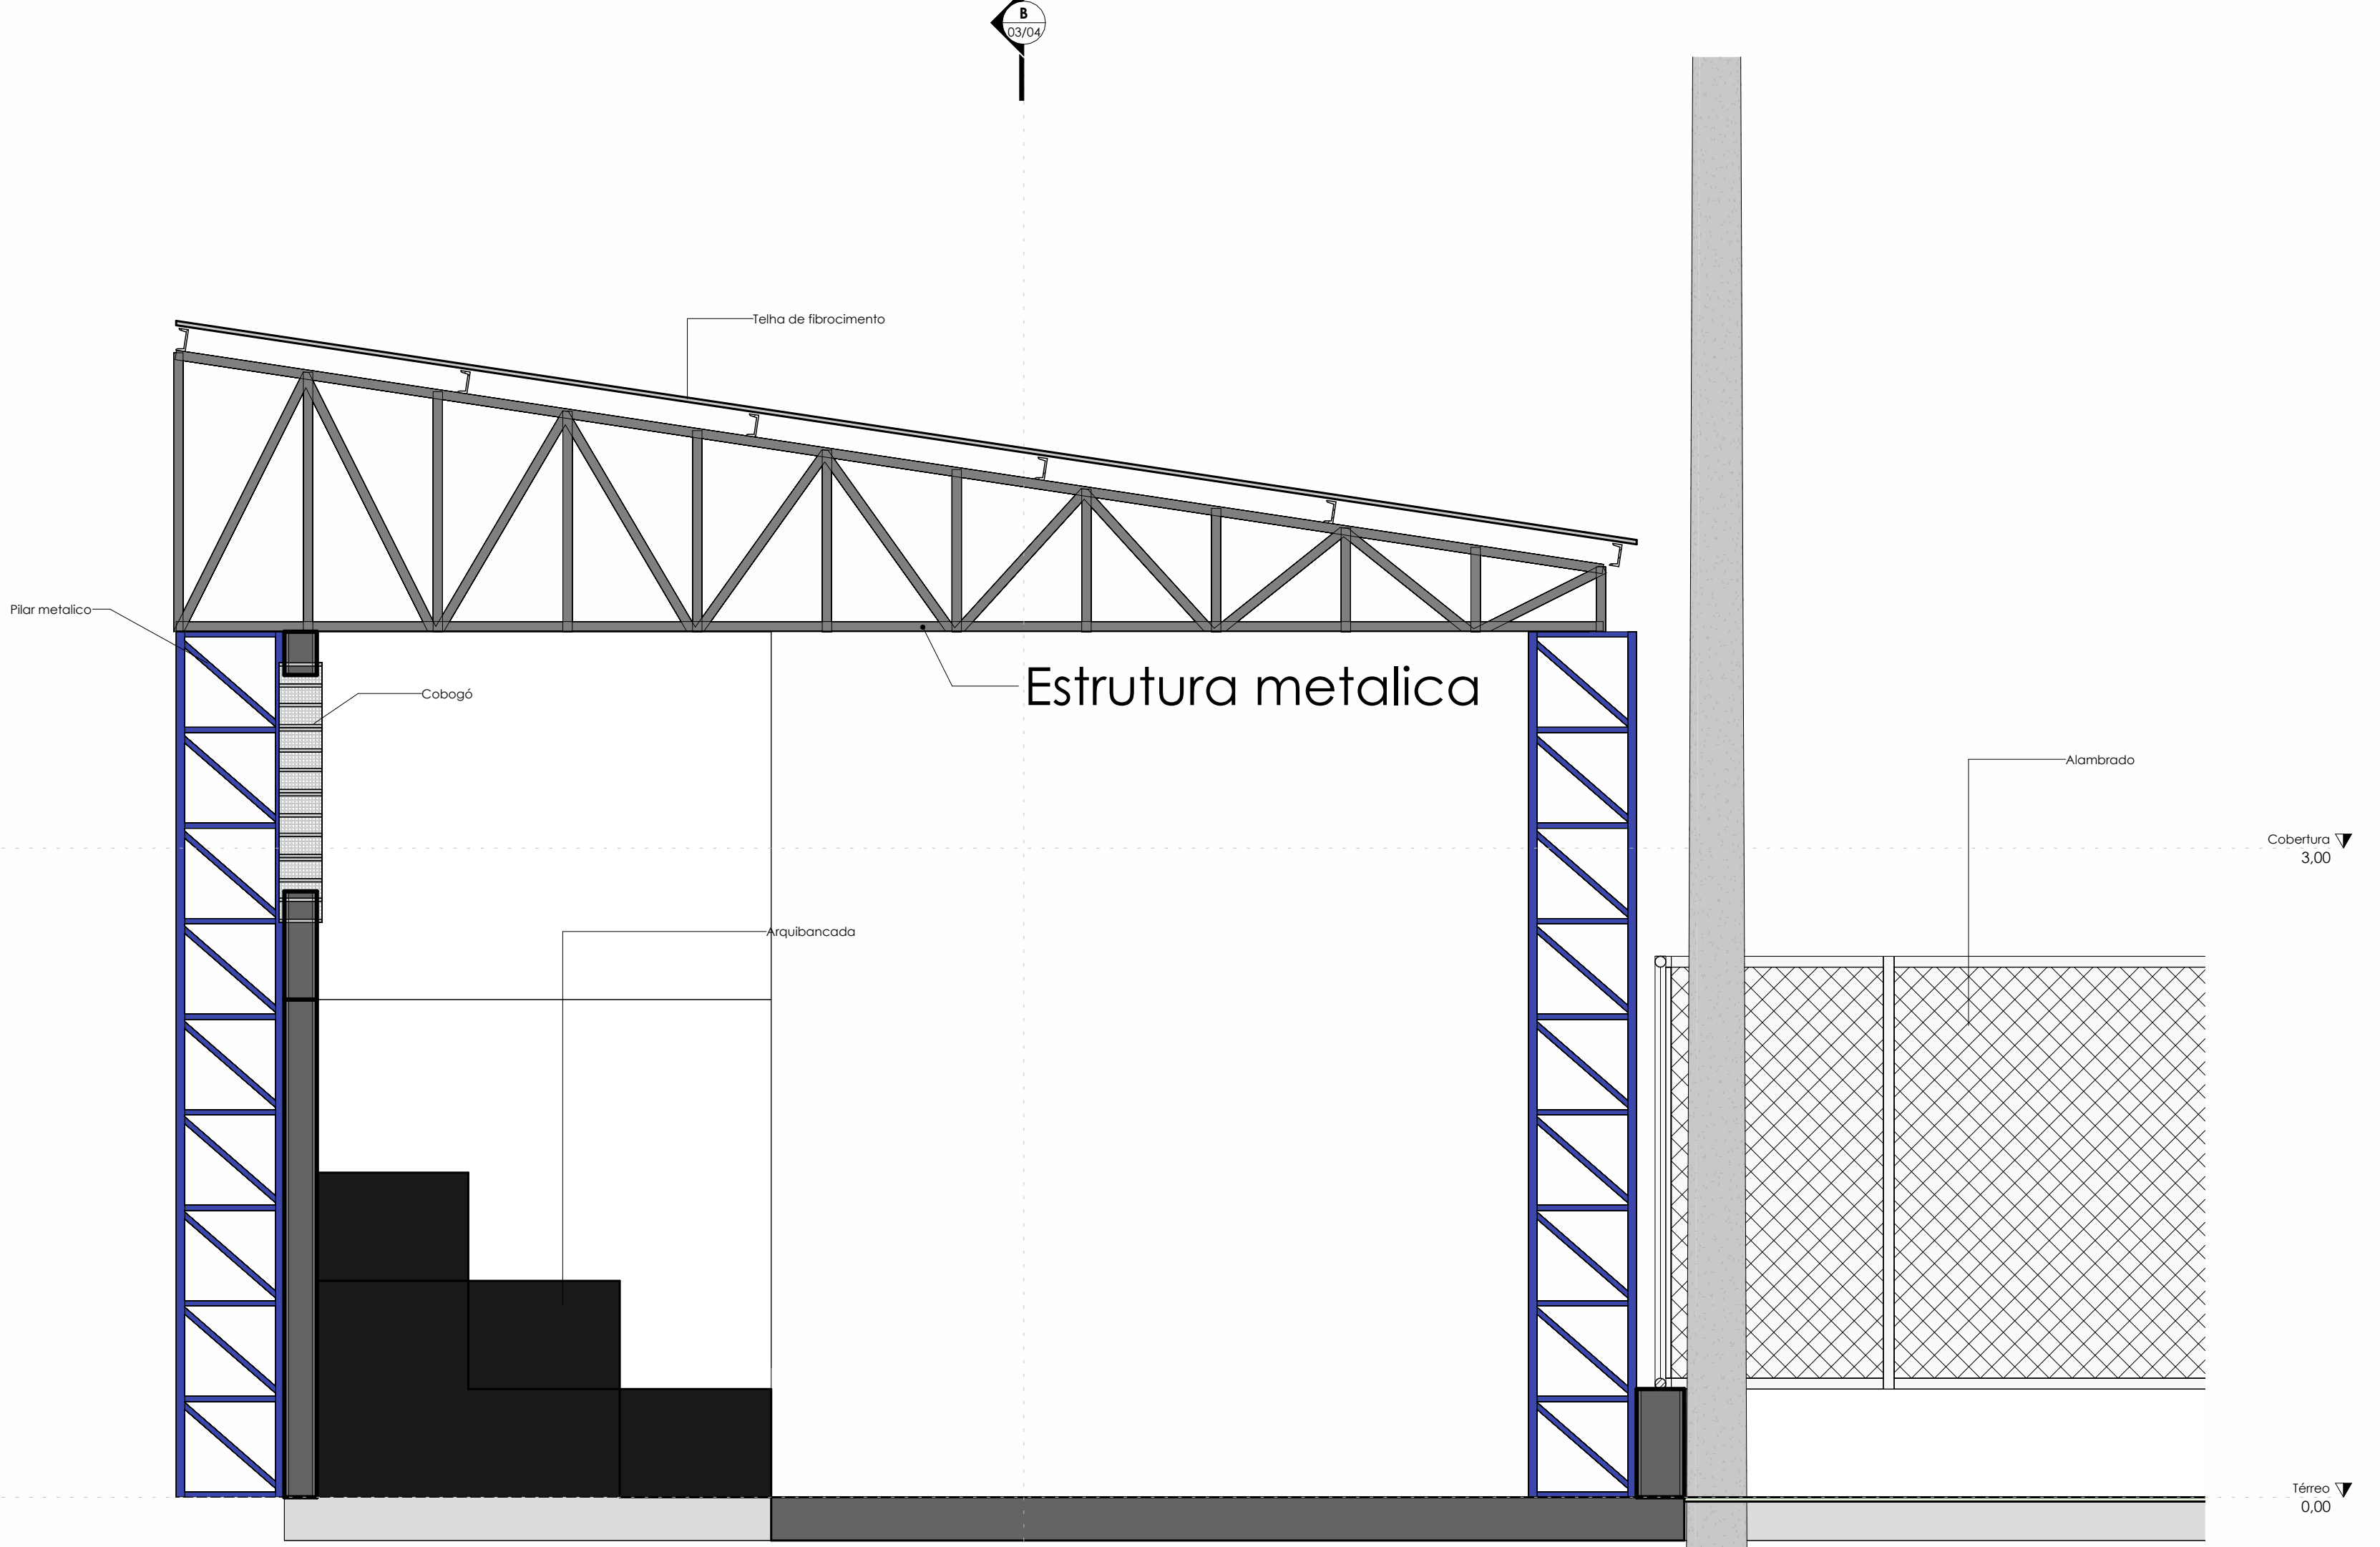 B
03/04
Telha de fibrocimento
Pilar metalico
Estrutura metalica
Cobogó
Alambrado
Cobertura
3,00
Arquibancada
Térreo
0,00